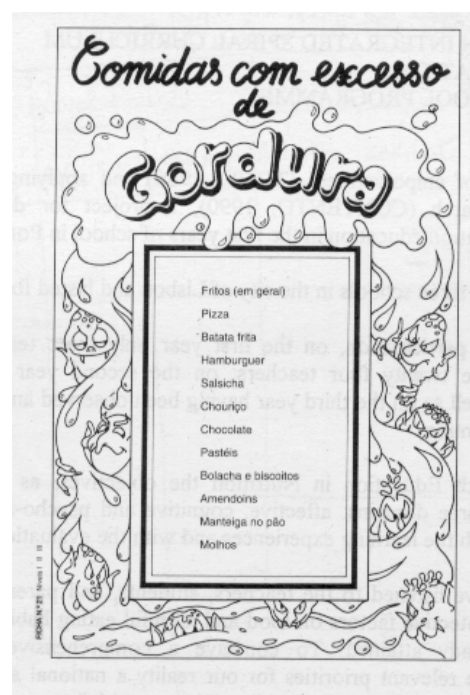 Comidas com excesso
de
Gordura
Fritos (em geral)
Pizza
Batata frita
Hamburguer
Salsicha
Chouriço
Chocolate
Pastéis
Bolacha e biscoitos
Amendoins
Manteiga no pão
Molhos